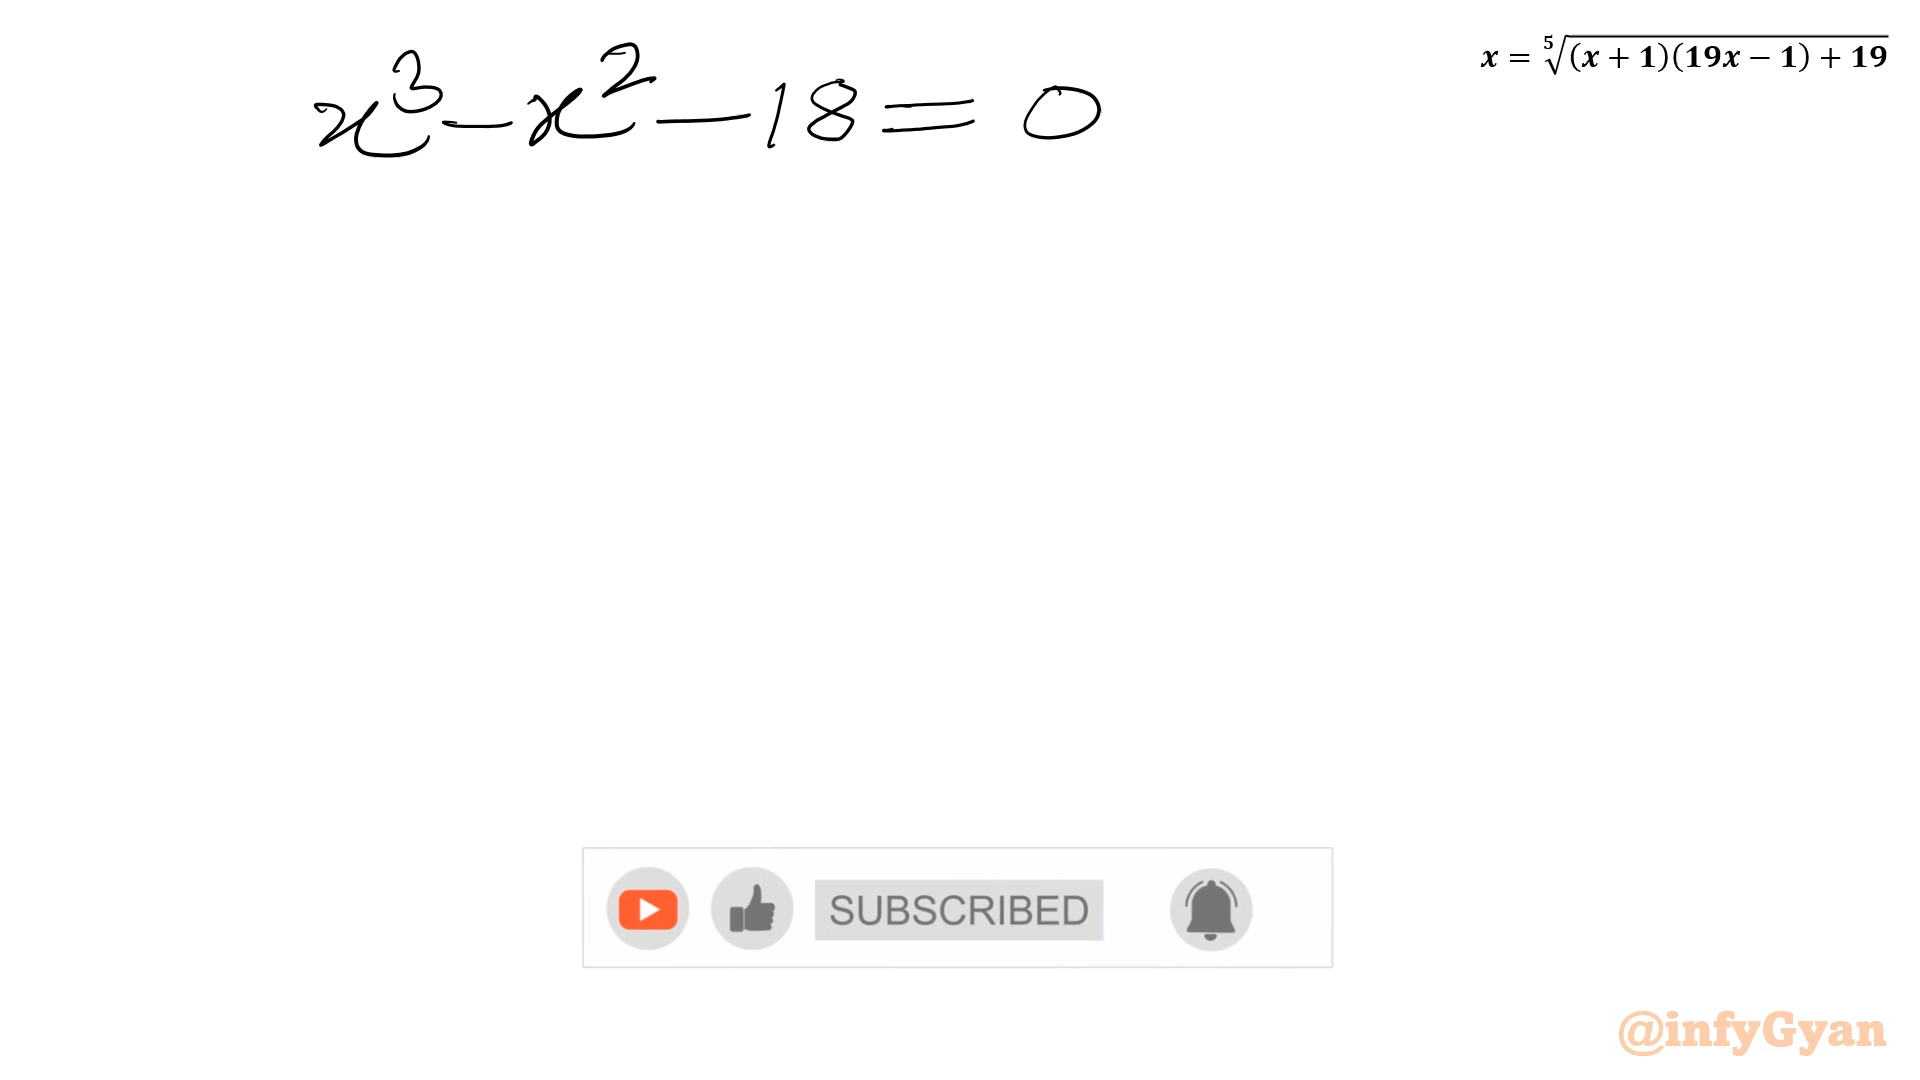 x³ - x² - 18 = 0
x = ⁵√((x + 1)(19x − 1) + 19)
SUBSCRIBED
@infyGyan